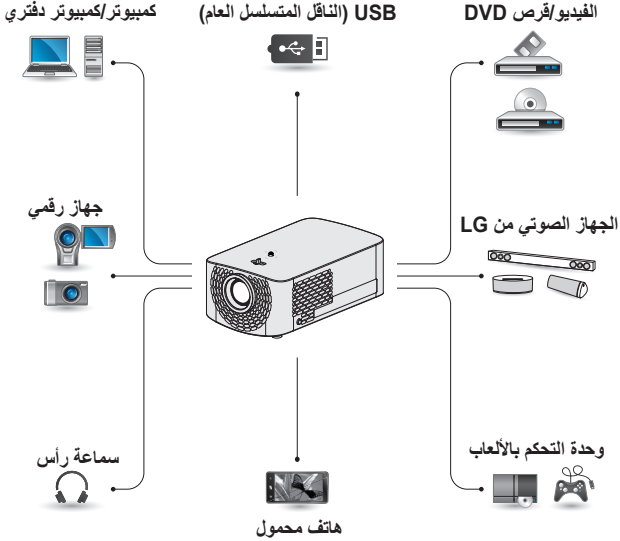 الفيديو/قرص DVD
USB (الناقل المتسلسل العام)
كمبيوتر/كمبيوتر دفتري
الجهاز الصوتي من LG
جهاز رقمي
وحدة التحكم بالألعاب
سماعة رأس
هاتف محمول